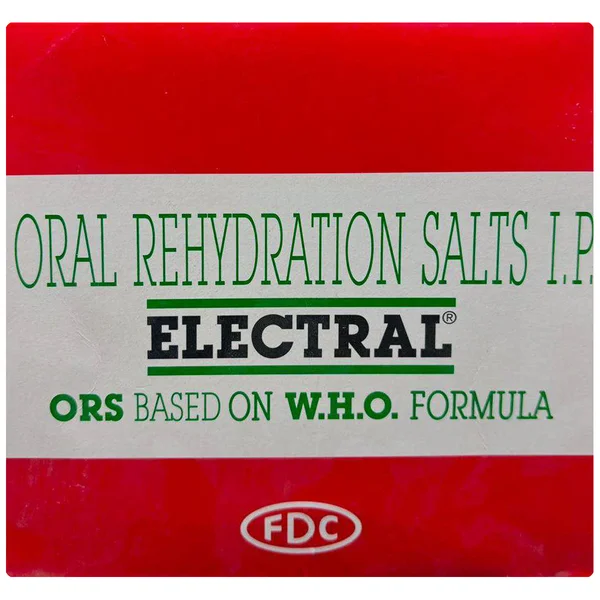 ORAL REHYDRATION SALTS I.P.
ELECTRAL®
ORS BASED ON W.H.O. FORMULA
FDC